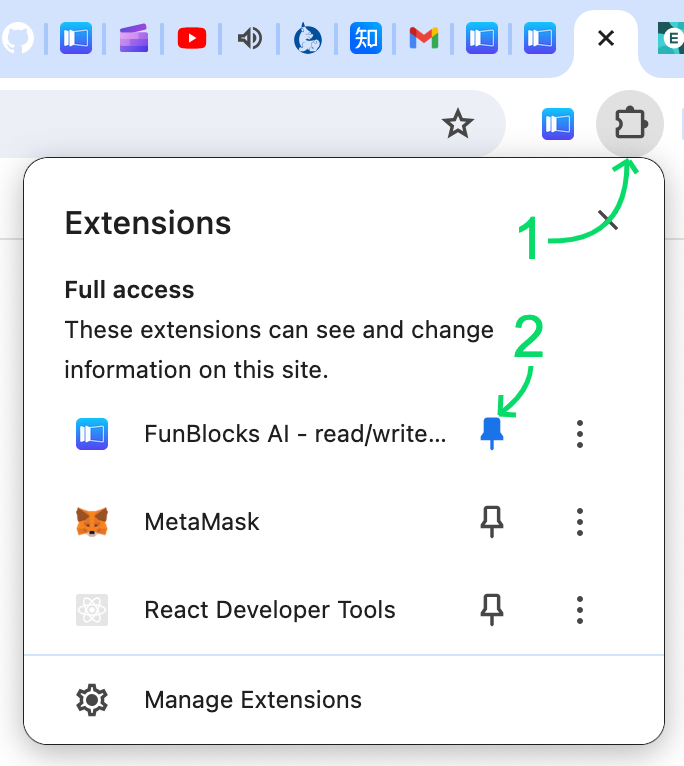 知
E
Extensions
1
Full access
These extensions can see and change
information on this site.
2
FunBlocks AI - read/write...
MetaMask
React Developer Tools
Manage Extensions